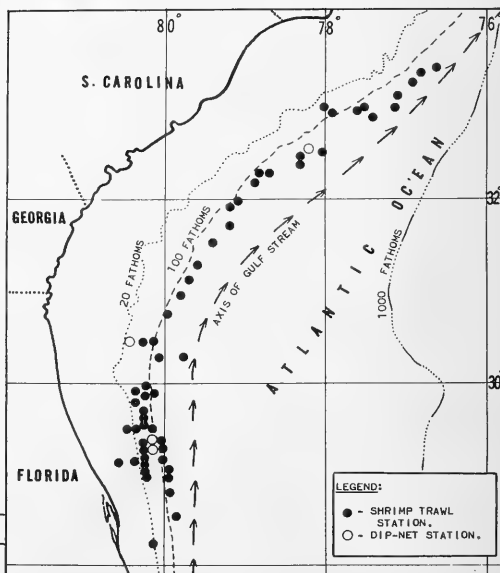 80°
78°
76°
S. CAROLINA
32
GEORGIA
20 FATHOMS
100 FATHOMS
AXIS OF GULF STREAM
ATLANTIC OCEAN
1000 FATHOMS
30
FLORIDA
LEGEND:
● - SHRIMP TRAWL
STATION.
○ - DIP-NET STATION.